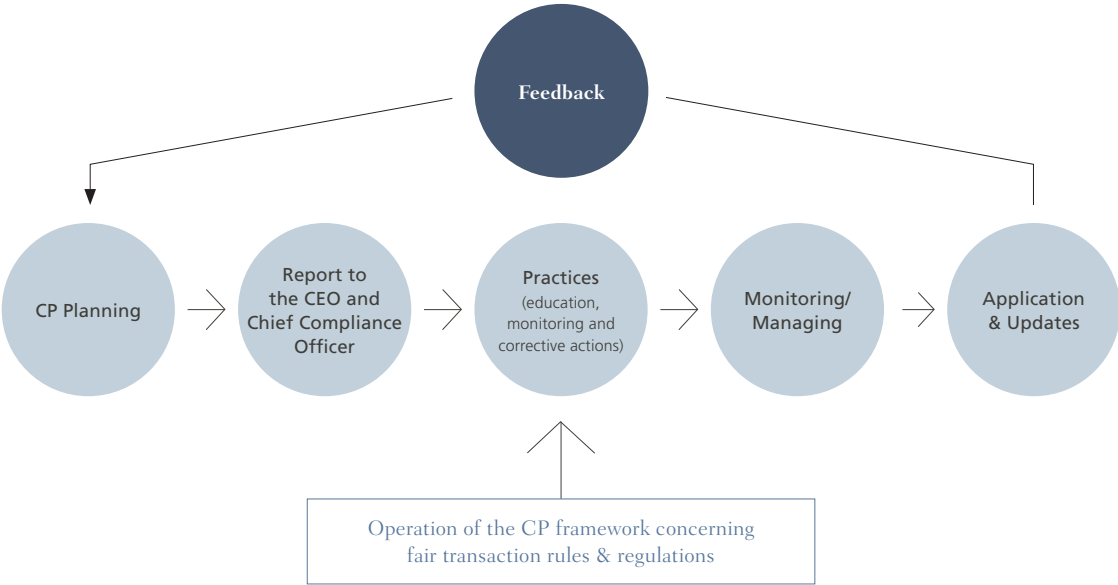 Feedback
CP Planning
Report to
the CEO and
Chief Compliance
Officer
Practices
(education,
monitoring and
corrective actions)
Monitoring/
Managing
Application
& Updates
Operation of the CP framework concerning
fair transaction rules & regulations